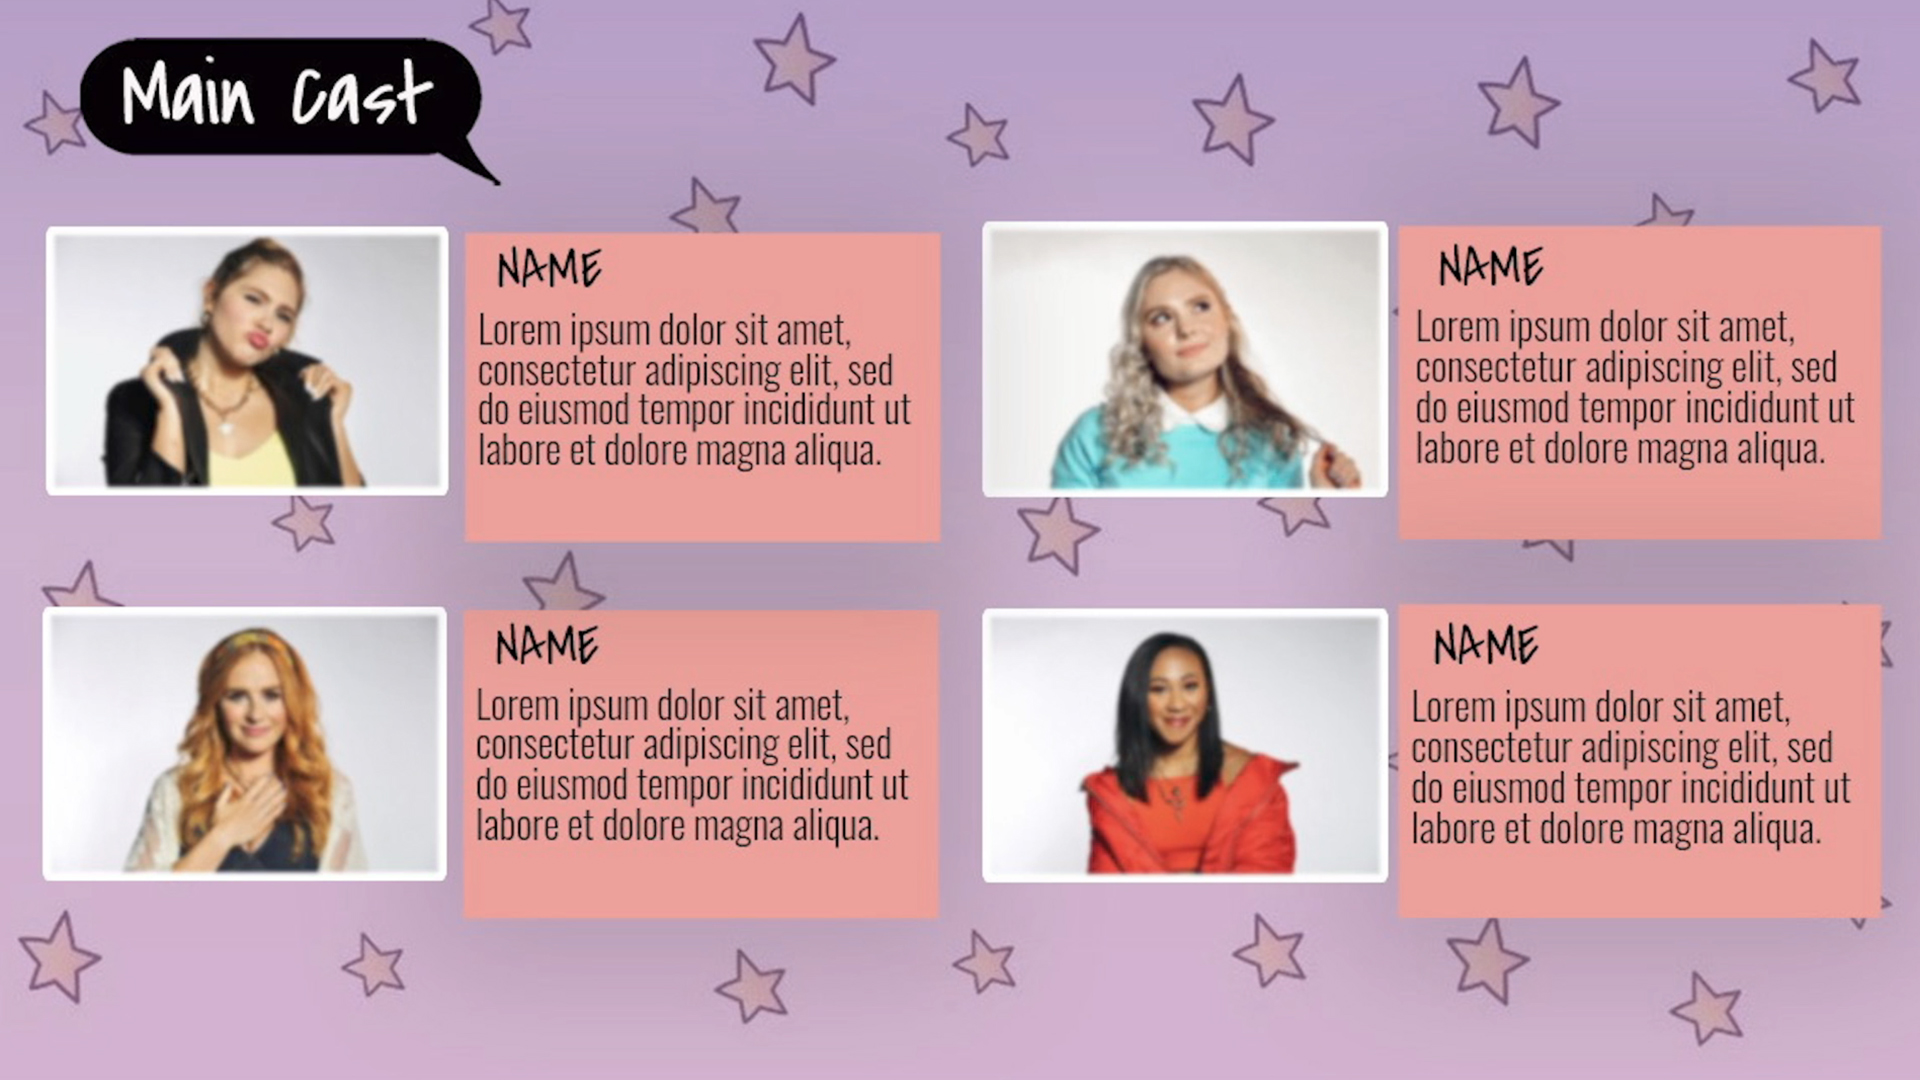 Main Cast
NAME
Lorem ipsum dolor sit amet,
consectetur adipiscing elit, sed
do eiusmod tempor incididunt ut
labore et dolore magna aliqua.
NAME
Lorem ipsum dolor sit amet,
consectetur adipiscing elit, sed
do eiusmod tempor incididunt ut
labore et dolore magna aliqua.
NAME
Lorem ipsum dolor sit amet,
consectetur adipiscing elit, sed
do eiusmod tempor incididunt ut
labore et dolore magna aliqua.
NAME
Lorem ipsum dolor sit amet,
consectetur adipiscing elit, sed
do eiusmod tempor incididunt ut
labore et dolore magna aliqua.